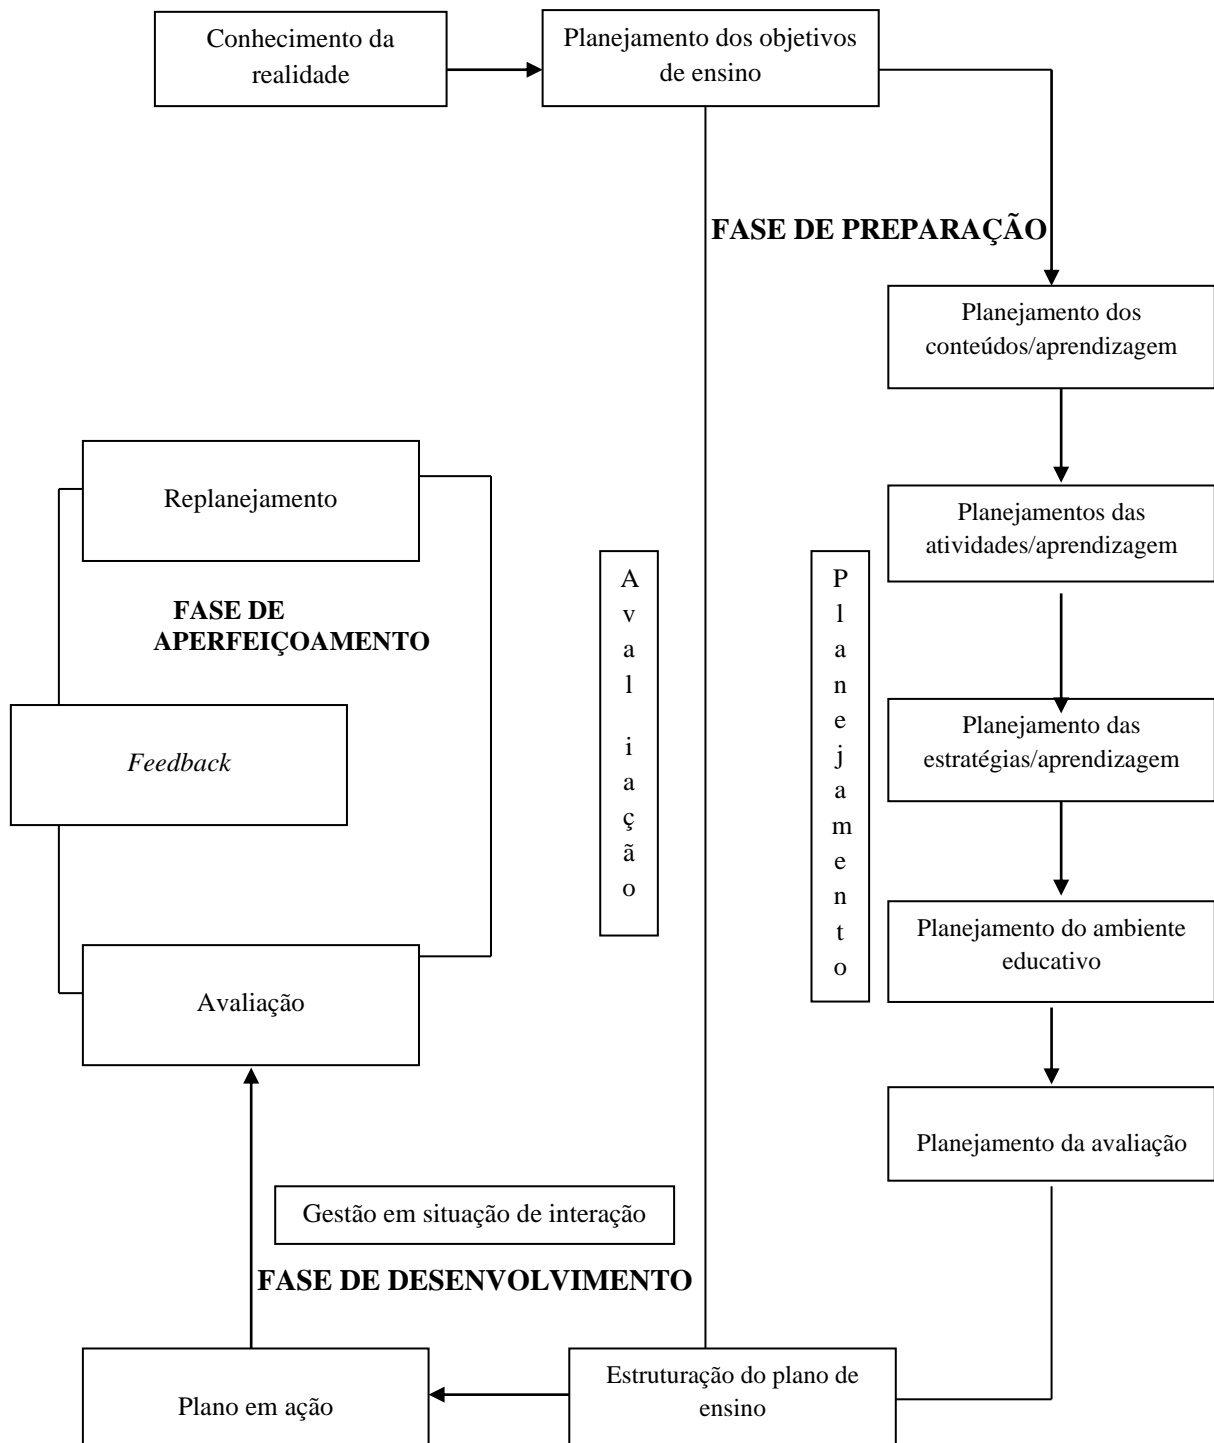 Conhecimento da
realidade
Planejamento dos objetivos
de ensino
FASE DE PREPARAÇÃO
Planejamento dos
conteúdos/aprendizagem
Replanejamento
Planejamentos das
atividades/aprendizagem
FASE DE
APERFEIÇOAMENTO
A
v
a
l
i
a
ç
ã
o
P
l
a
n
e
j
a
m
e
n
t
o
Feedback
Planejamento das
estratégias/aprendizagem
Planejamento do ambiente
educativo
Avaliação
Planejamento da avaliação
Gestão em situação de interação
FASE DE DESENVOLVIMENTO
Plano em ação
Estruturação do plano de
ensino